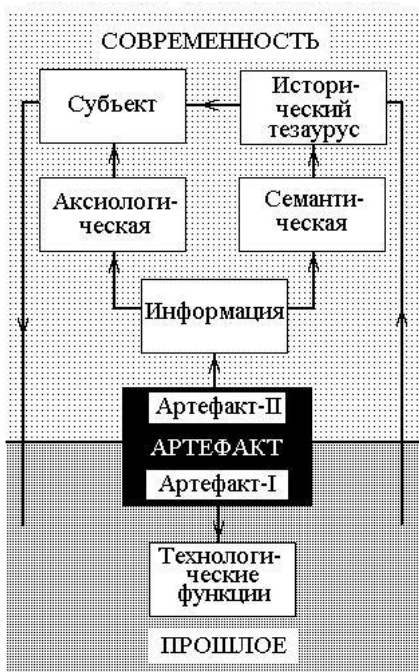 СОВРЕМЕННОСТЬ
Субъект
Истори-
ческий
тезаурус
Аксиологи-
ческая
Семанти-
ческая
Информация
Артефакт-II
АРТЕФАКТ
Артефакт-I
Технологи-
ческие
функции
ПРОШЛОЕ